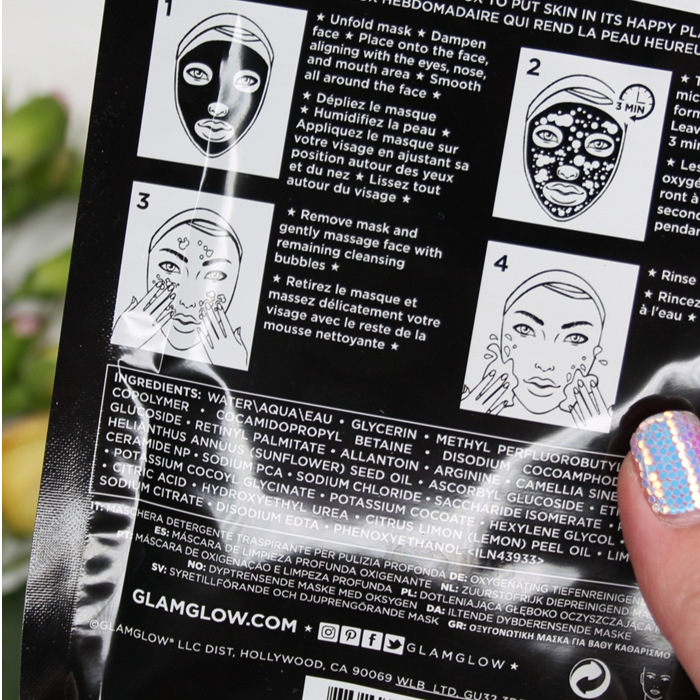 TO PUT SKIN IN ITS HAPPY
HEBDOMADAIRE QUI REND LA PEAU
1
★ Unfold mask ★ Dampen
face ★ Place onto the face,
aligning with the eyes, nose,
and mouth area ★ Smooth
all around the face ★
★ Dépliez le masque
★ Humidifiez la peau ★
Appliquez le masque sur
votre visage en ajustant sa
position autour des yeux
et du nez ★ Lissez tout
autour du visage ★
2
3 MIN
3 min
★ Les
3
★ Remove mask and
gently massage face with
remaining cleansing
bubbles ★
★ Retirez le masque et
massez délicatement votre
visage avec le reste de la
mousse nettoyante ★
4
★ Rinse
★ Rincez
à l'eau ★
INGREDIENTS: WATER\AQUA\EAU • GLYCERIN • METHYL PERFLUOROBUTYL
COPOLYMER • COCAMIDOPROPYL BETAINE • DISODIUM COCOAMPHOD
GLUCOSIDE • RETINYL PALMITATE • ALLANTOIN • ARGININE • CAMELLIA SINE
HELIANTHUS ANNUUS (SUNFLOWER) SEED OIL • ASCORBYL GLUCOSIDE • ET
CERAMIDE NP • SODIUM PCA • SODIUM CHLORIDE • SACCHARIDE ISOMERATE •
• POTASSIUM COCOYL GLYCINATE • POTASSIUM COCOATE • HEXYLENE GLYCOL •
• CITRIC ACID • HYDROXYETHYL UREA • CITRUS LIMON (LEMON) PEEL OIL • LIM
SODIUM CITRATE • DISODIUM EDTA • PHENOXYETHANOL <ILN43933>
IT: MASCHERA DETERGENTE TRASPIRANTE PER PULIZIA PROFONDA DE: OXYGENATING TIEFENREINIGEN
ES: MÁSCARA DE LIMPIEZA PROFUNDA OXIGENANTE NL: ZUURSTOFRIJK DIEPREINIGEND
PT: MÁSCARA DE OXIGENAÇÃO E LIMPEZA PROFUNDA PL: DOTLENIAJĄCA GŁĘBOKO OCZYSZCZAJĄCA
NO: DYPTRENSENDE MASKE MED OKSYGEN DA: ILTENDE DYBDERENSENDE MASKE
SV: SYRETILLFÖRANDE OCH DJUPRENGÖRANDE MASK GR: ΟΞΥΓΟΝΩΤΙΚΗ ΜΑΣΚΑ ΓΙΑ ΒΑΘΥ ΚΑΘΑΡΙΣΜΟ
GLAMGLOW.COM ★ GLAMGLOW ★
©GLAMGLOW® LLC DIST, HOLLYWOOD, CA 90069 WLB LTD, GU32